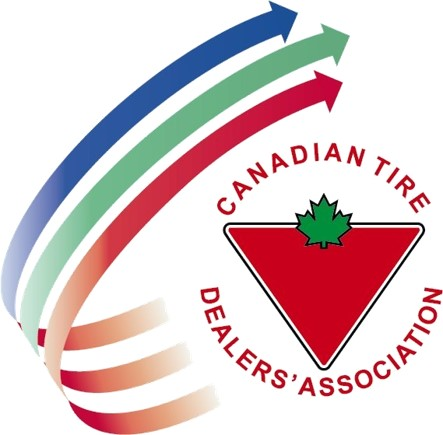 CANADIAN TIRE
DEALERS' ASSOCIATION